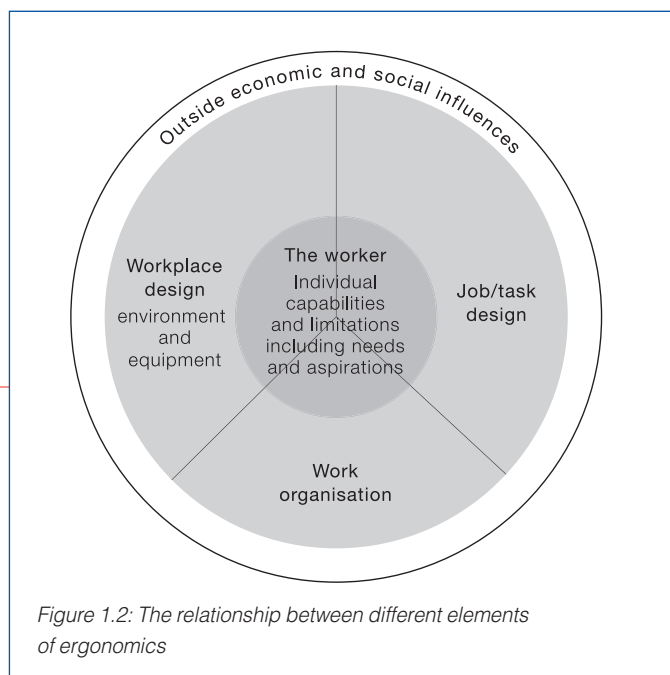 Outside economic and social influences
The worker
Individual
capabilities
and limitations
including needs
and aspirations
Workplace
design
environment
and
equipment
Job/task
design
Work
organisation
Figure 1.2: The relationship between different elements
of ergonomics